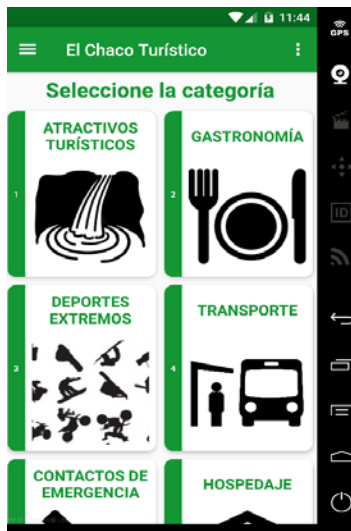 11:44
El Chaco Turístico
Seleccione la categoría
ATRACTIVOS
TURÍSTICOS
1
GASTRONOMÍA
2
DEPORTES
EXTREMOS
3
TRANSPORTE
4
CONTACTOS DE
EMERGENCIA
HOSPEDAJE
GPS
ID